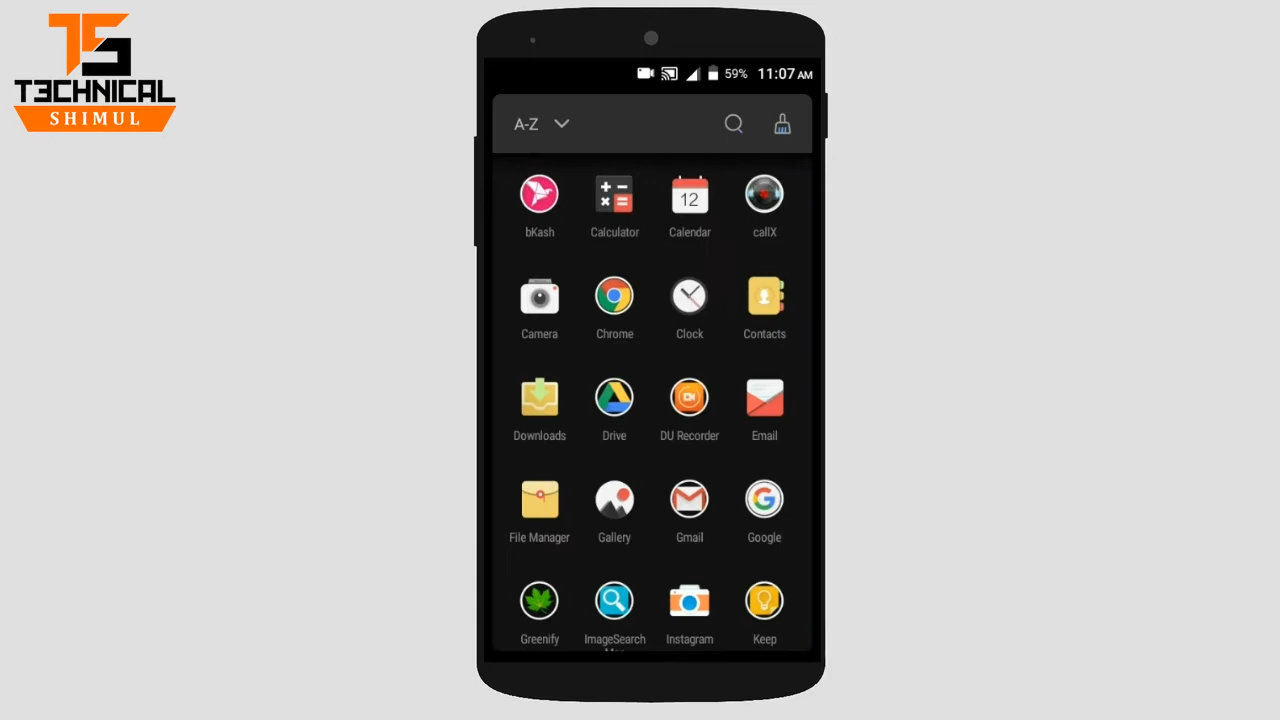 TECHNICAL
SHIMUL
59% 11:07 AM
A-Z
12
bKash Calculator Calendar callX
Camera Chrome Clock Contacts
Downloads Drive DU Recorder Email
File Manager Gallery Gmail Google
Greenify ImageSearch Instagram Keep